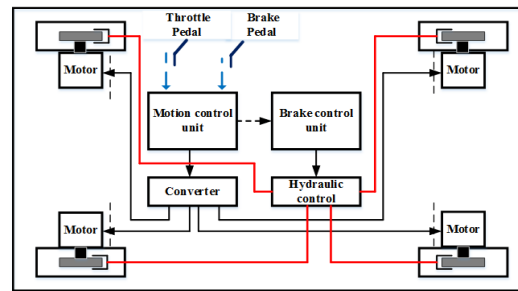 Throttle
Pedal
Brake
Pedal
Motor
Motor
Motion control
unit
Brake control
unit
Converter
Hydraulic
control
Motor
Motor